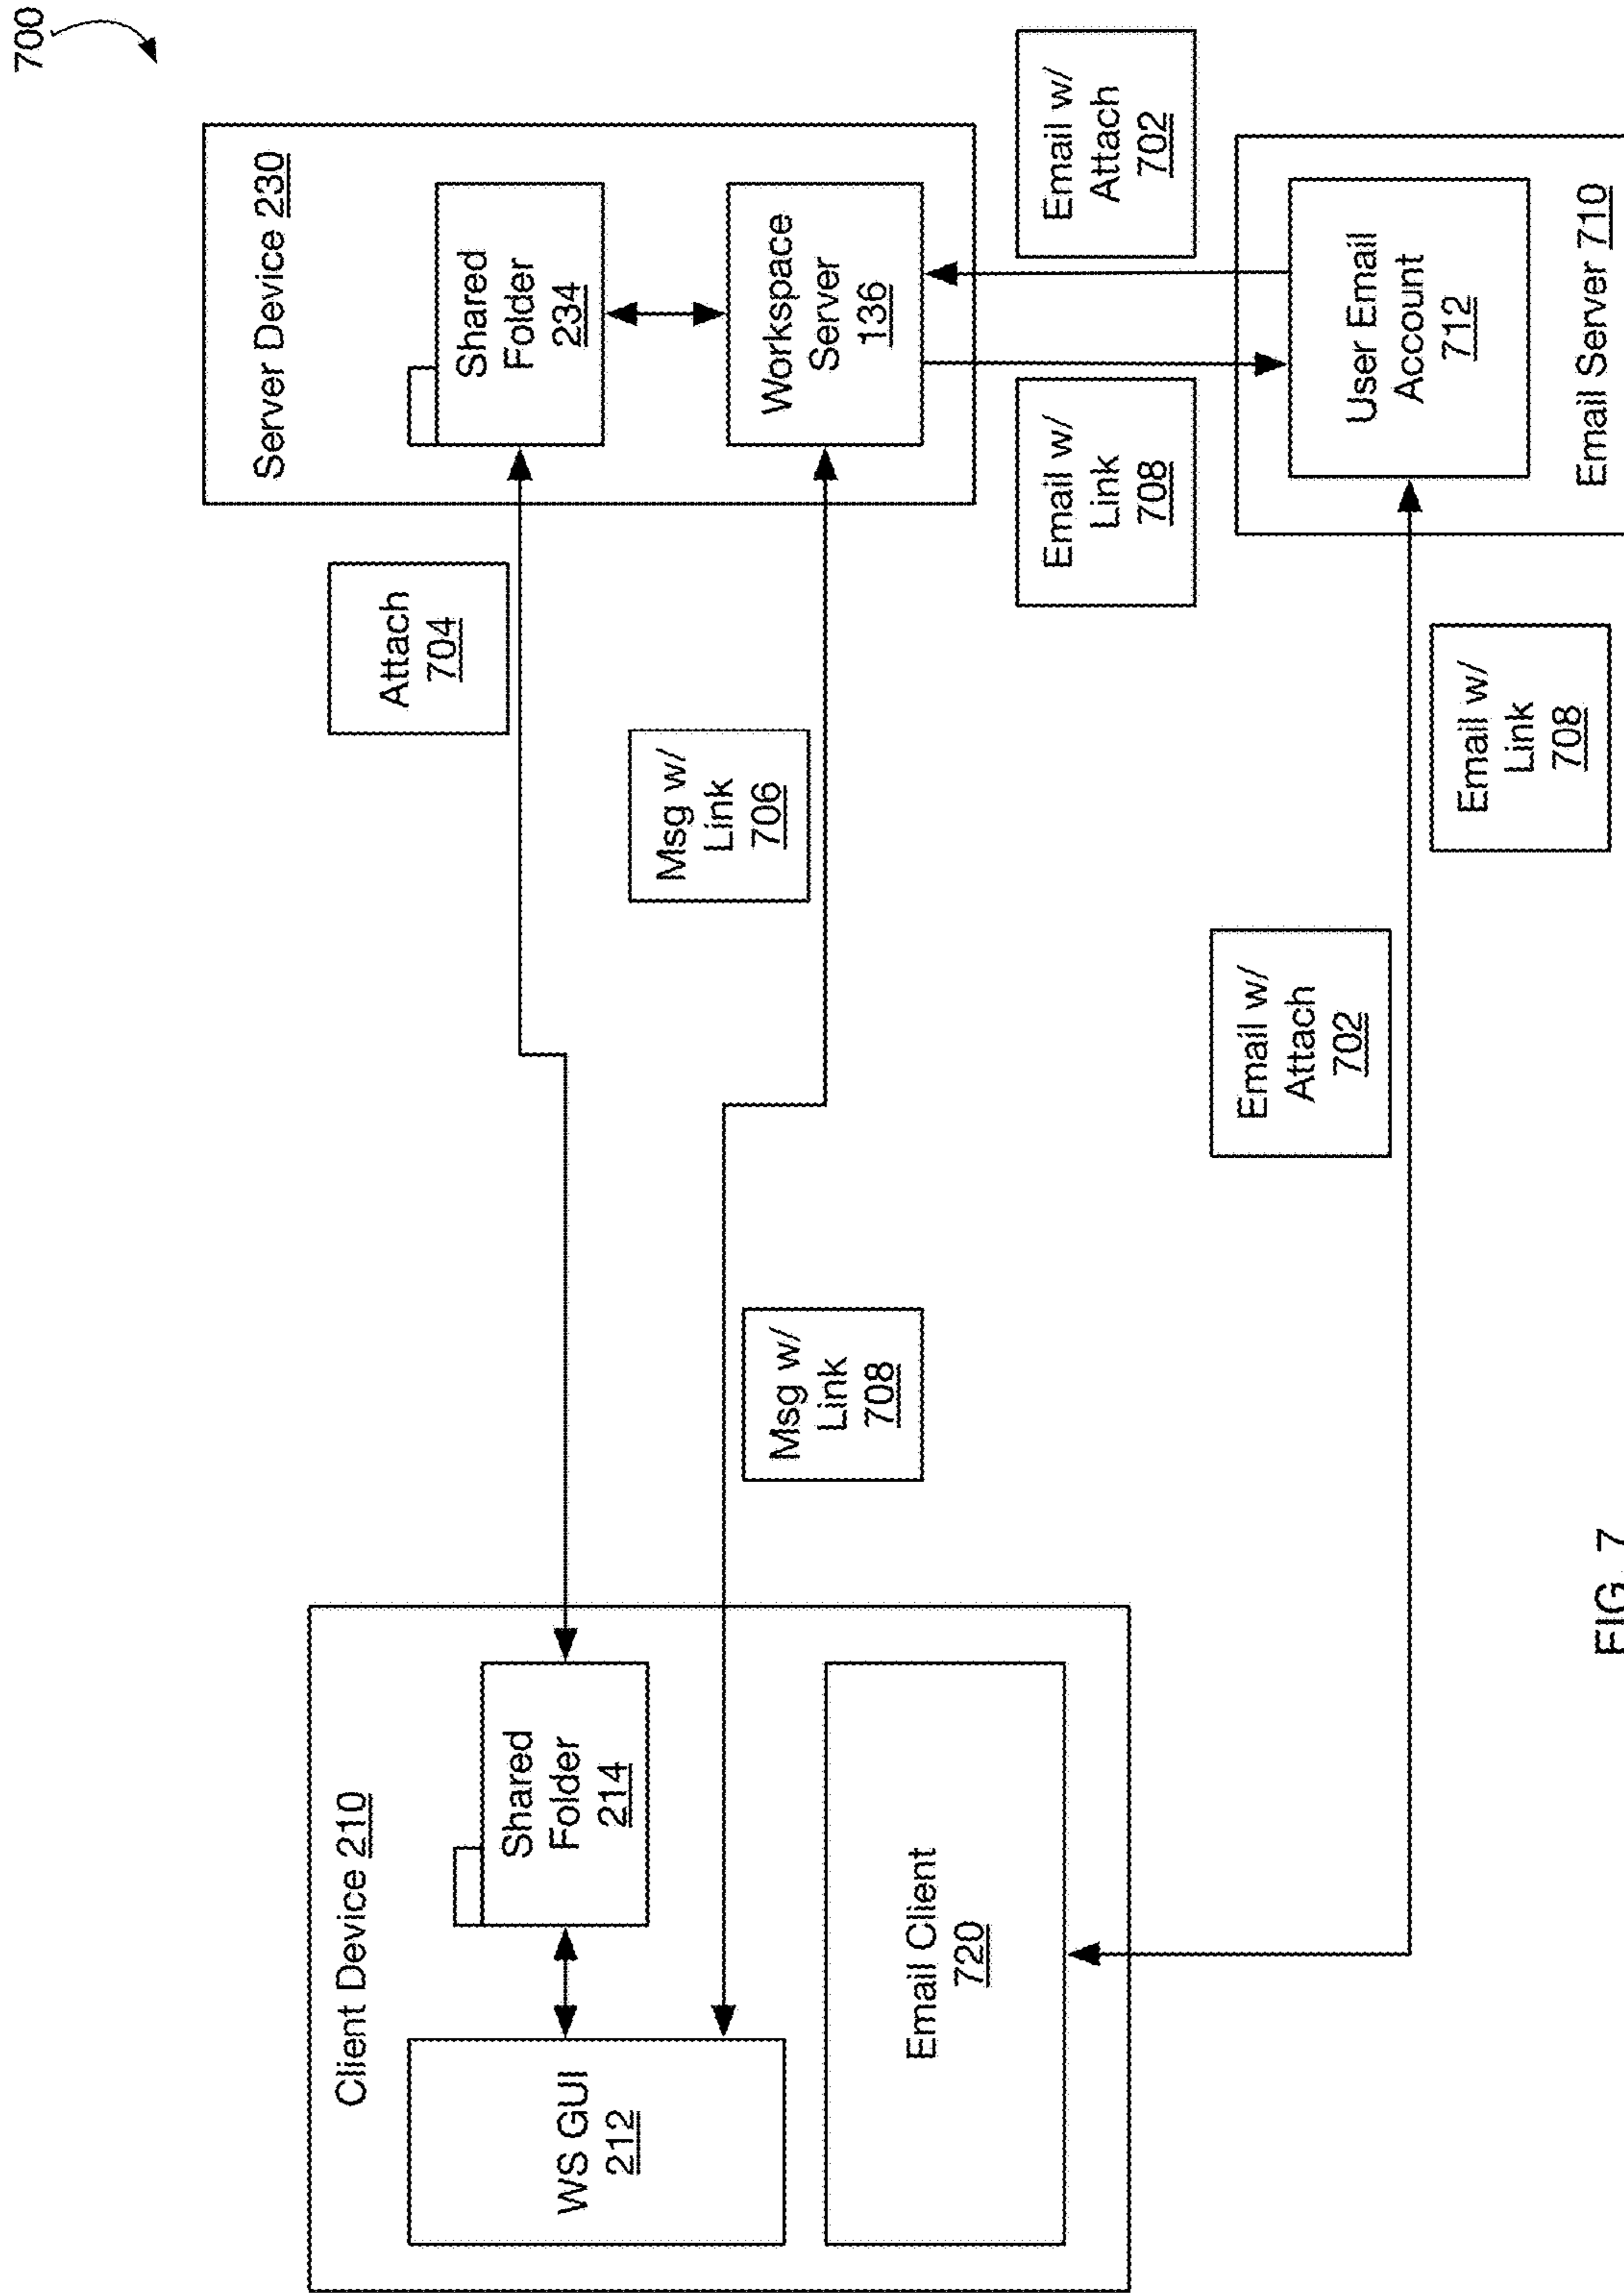 700
Client Device 210
WS GUI
212
Shared
Folder
214
Email Client
720
Msg w/
Link
708
Attach
704
Msg w/
Link
706
Server Device 230
Shared
Folder
234
Workspace
Server
136
Email w/
Attach
702
Email w/
Link
708
Email w/
Link
708
Email w/
Attach
702
User Email
Account
712
Email Server 710
FIG. 7